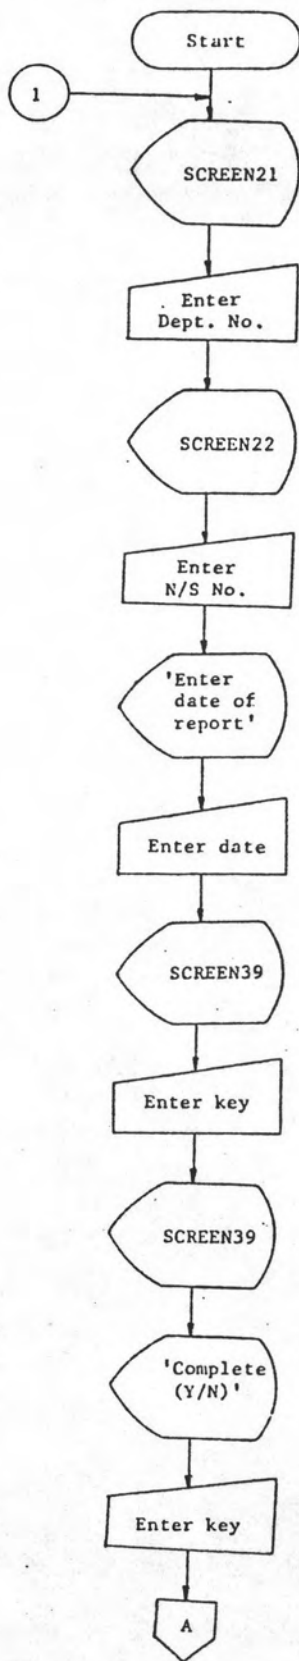 Start
1
SCREEN21
Enter
Dept. No.
SCREEN22
Enter
N/S No.
'Enter
date of
report'
Enter date
SCREEN39
Enter key
SCREEN39
'Complete
(Y/N)'
Enter key
A